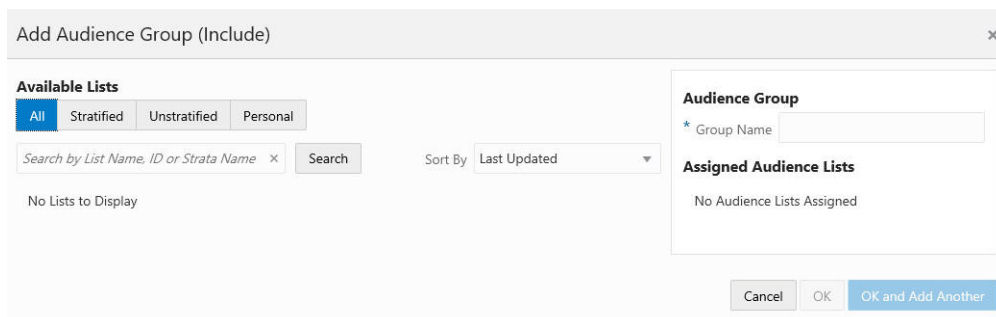 Add Audience Group (Include)
×
Available Lists
All Stratified Unstratified Personal
Search by List Name, ID or Strata Name × Search Sort By Last Updated
No Lists to Display
Audience Group
* Group Name
Assigned Audience Lists
No Audience Lists Assigned
Cancel OK OK and Add Another